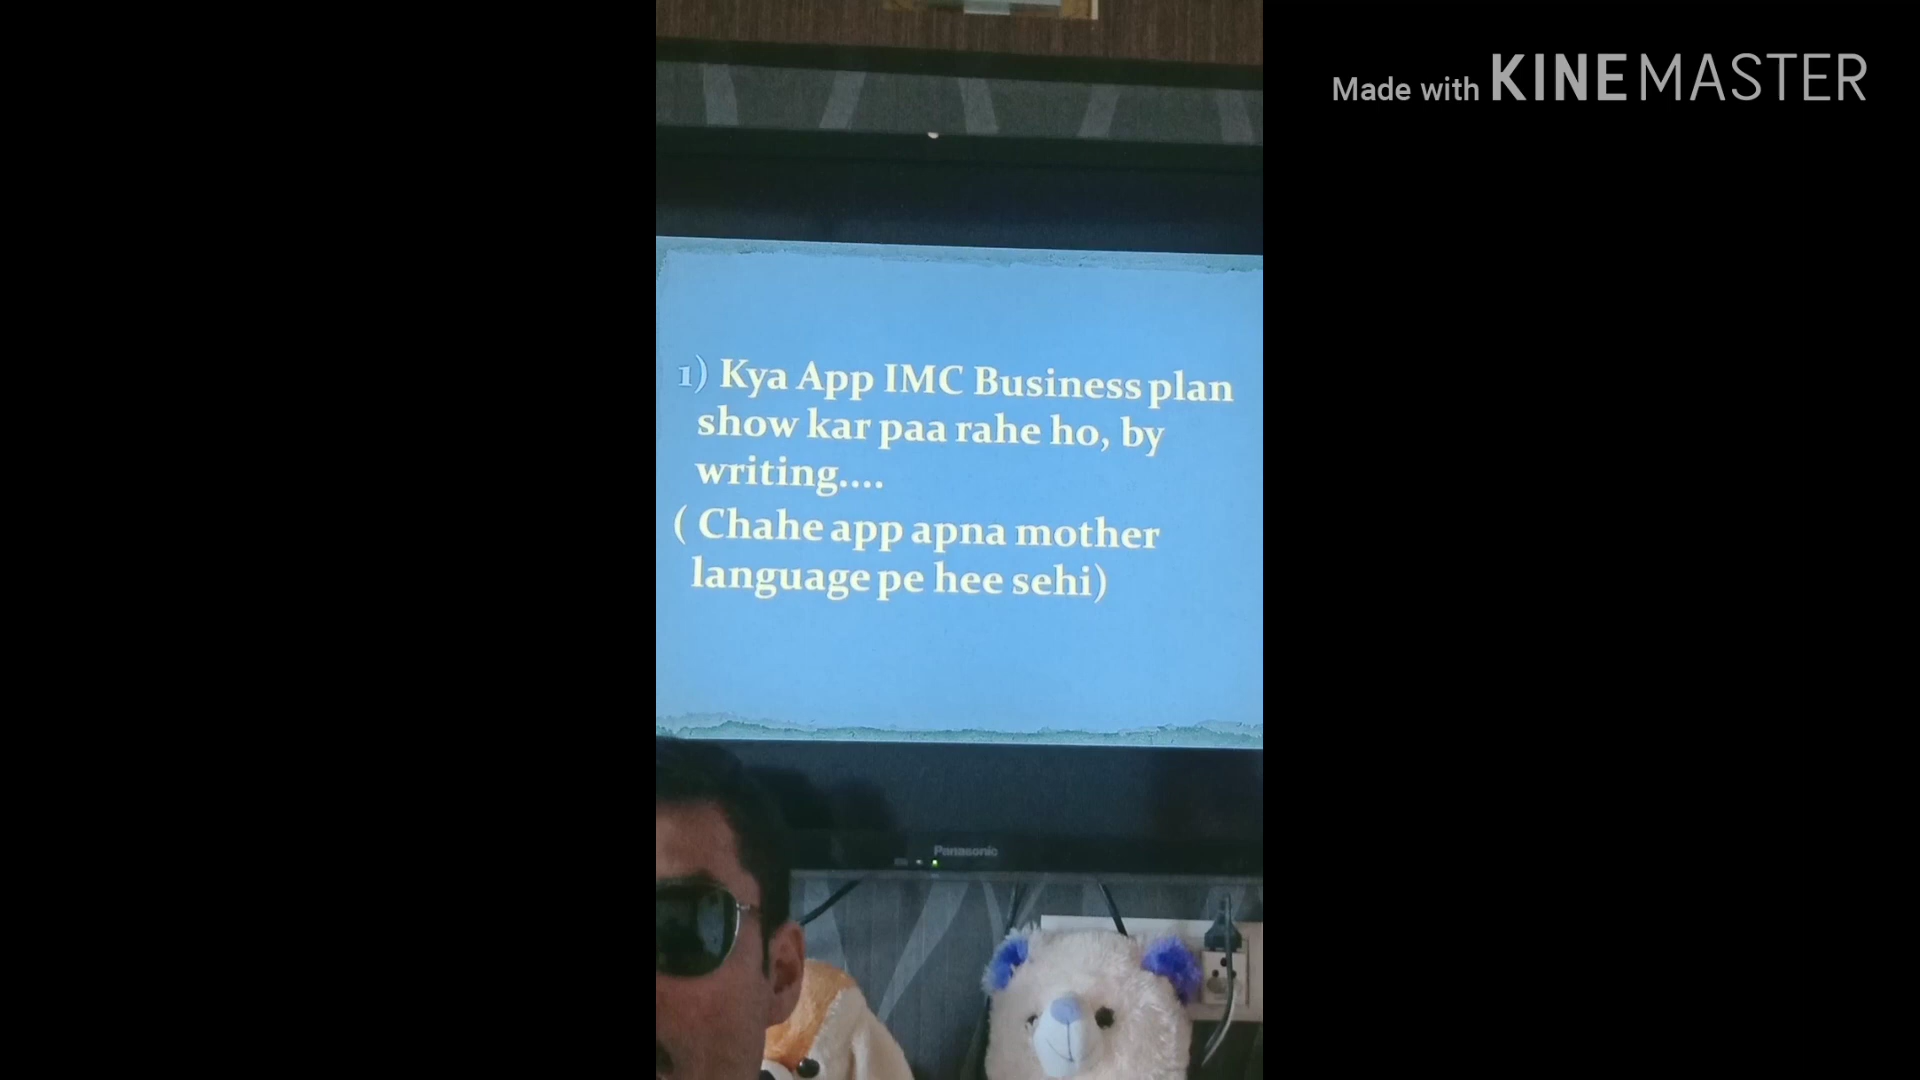 Made with KINEMASTER
1) Kya App IMC Business plan
show kar paa rahe ho, by
writing....
( Chahe app apna mother
language pe hee sehi)
Panasonic